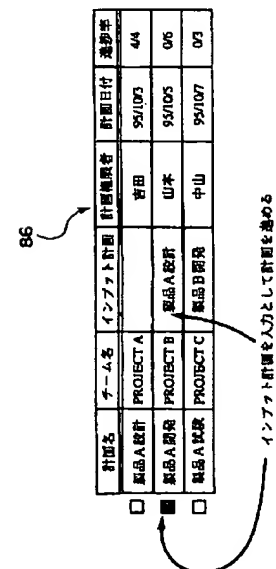 86
計画名 チーム名 インプット計画 計画権限者 計画日付 進捗率
製品A設計 PROJECT A 吉田 95/10/3 4/4
製品A開発 PROJECT B 製品A設計 山本 95/10/5 0/6
製品A試験 PROJECT C 製品B開発 中山 95/10/7 0/3
インプット計画を入力として計画を進める